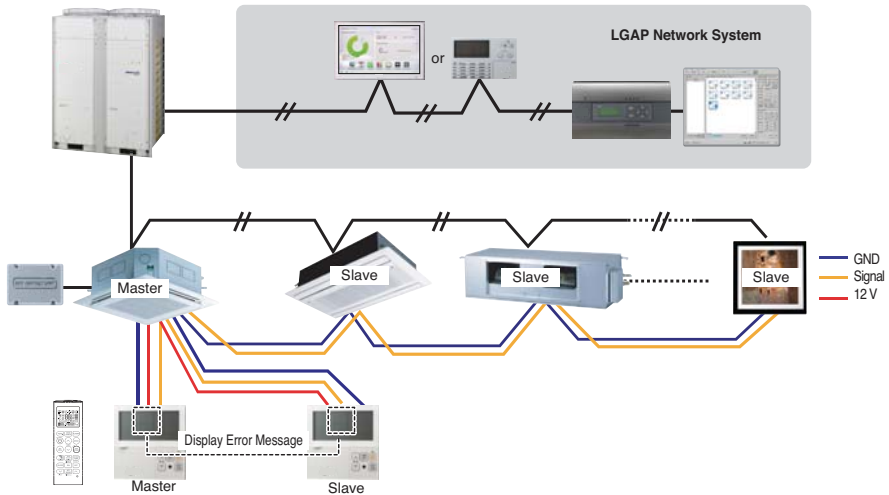 LGAP Network System
or
Master
Slave
Slave
Slave
GND
Signal
12 V
Display Error Message
Master
Slave